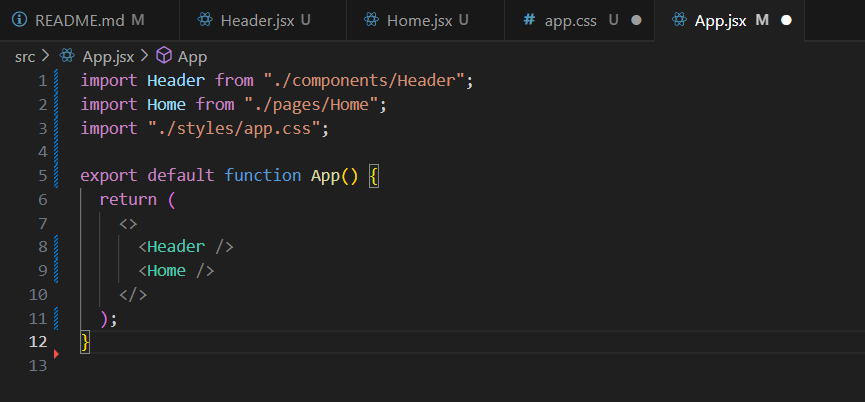 README.md M Header.jsx U Home.jsx U # app.css U App.jsx M
src > App.jsx > App
1 import Header from "./components/Header";
2 import Home from "./pages/Home";
3 import "./styles/app.css";
4
5 export default function App() {
6   return (
7     <>
8       <Header />
9       <Home />
10     </>
11   );
12 }
13